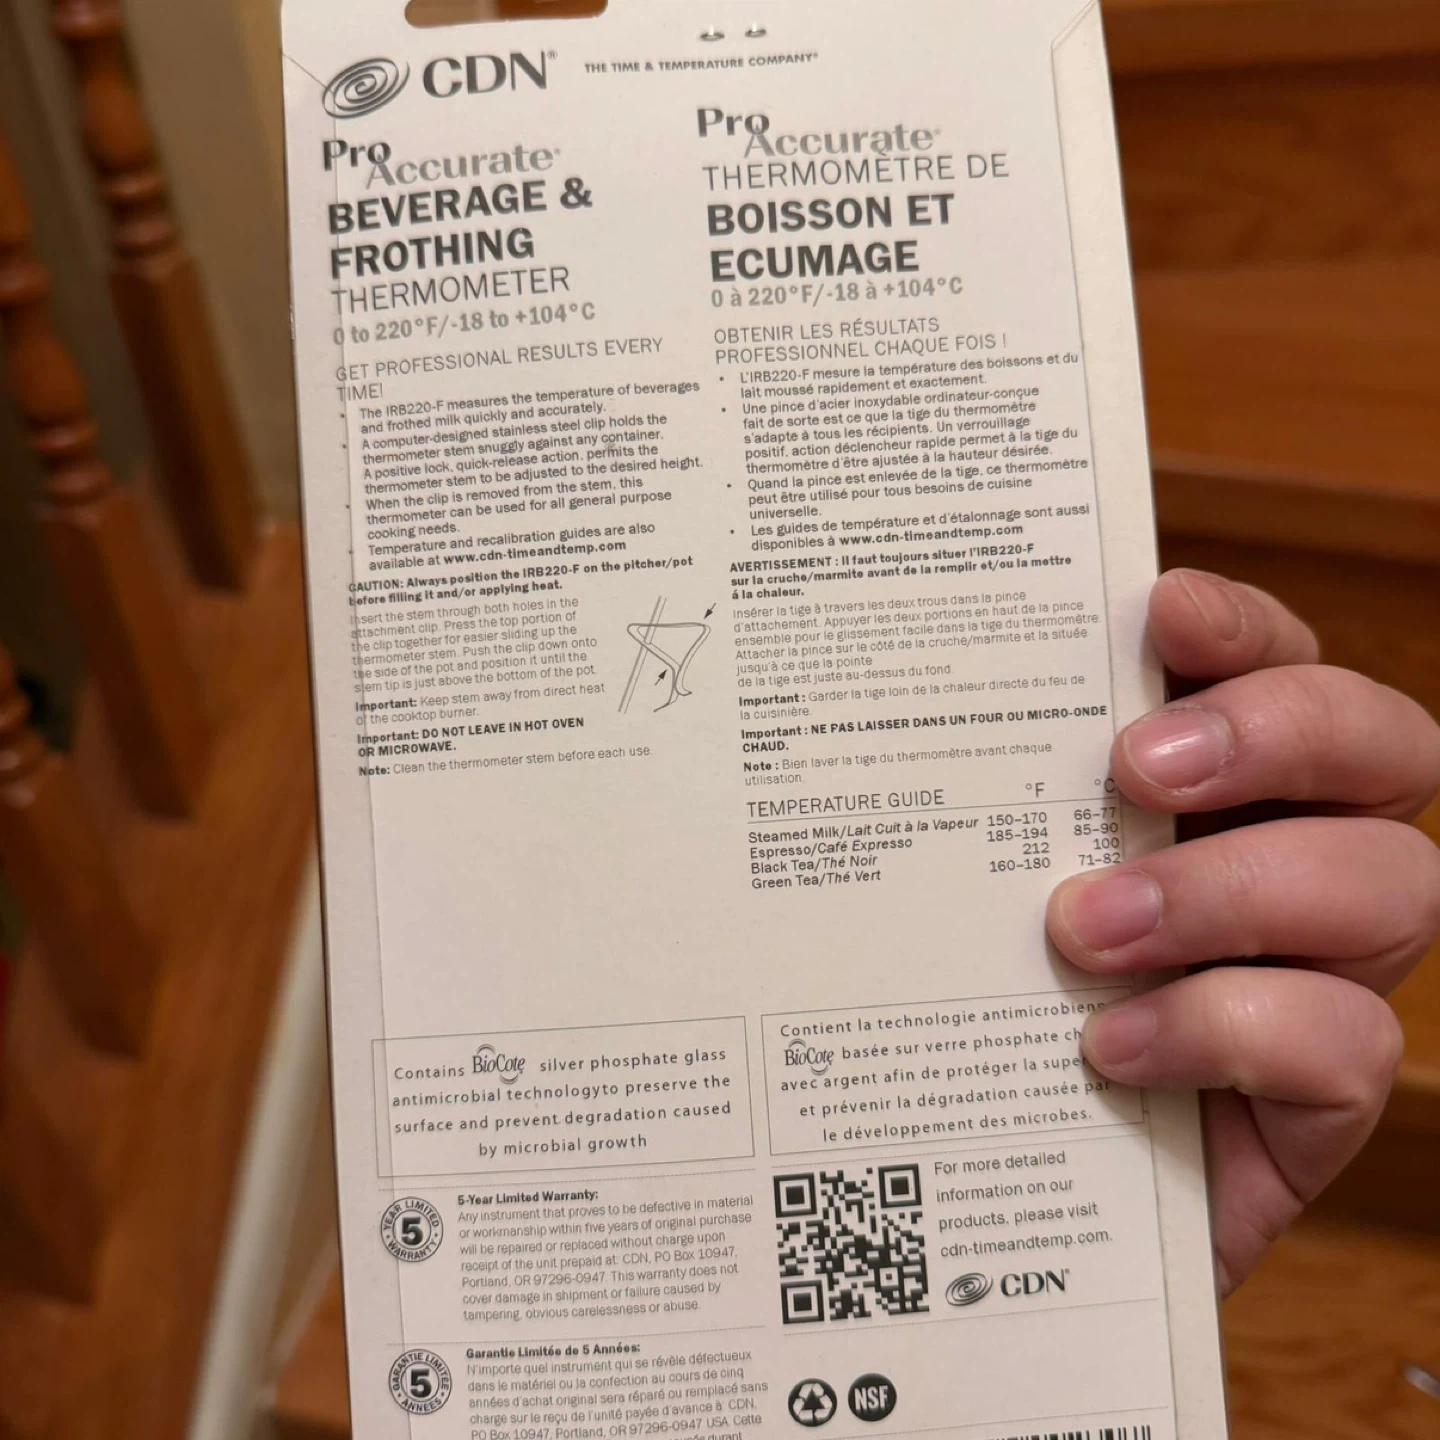 CDN®
THE TIME & TEMPERATURE COMPANY®
Pro
Accurate®
BEVERAGE &
FROTHING
THERMOMETER
0 to 220°F/-18 to +104°C
GET PROFESSIONAL RESULTS EVERY
TIME!
• The IRB220-F measures the temperature of beverages
and frothed milk quickly and accurately.
• A computer-designed stainless steel clip holds the
thermometer stem snuggly against any container.
A positive lock, quick-release action, permits the
thermometer stem to be adjusted to the desired height.
• When the clip is removed from the stem, this
thermometer can be used for all general purpose
cooking needs.
• Temperature and recalibration guides are also
available at www.cdn-timeandtemp.com
CAUTION: Always position the IRB220-F on the pitcher/pot
before filling it and/or applying heat.
Insert the stem through both holes in the
attachment clip. Press the top portion of
the clip together for easier sliding up the
thermometer stem. Push the clip down onto
the side of the pot and position it until the
stem tip is just above the bottom of the pot.
Important: Keep stem away from direct heat
of the cooktop burner.
Important: DO NOT LEAVE IN HOT OVEN
OR MICROWAVE.
Note: Clean the thermometer stem before each use.
Pro
Accurate®
THERMOMÈTRE DE
BOISSON ET
ECUMAGE
0 à 220°F/-18 à +104°C
OBTENIR LES RÉSULTATS
PROFESSIONNEL CHAQUE FOIS !
• L'IRB220-F mesure la température des boissons et du
lait moussé rapidement et exactement.
• Une pince d'acier inoxydable ordinateur-conçue
fait de sorte est ce que la tige du thermomètre
s'adapte à tous les récipients. Un verrouillage
positif, action déclencheur rapide permet à la tige du
thermomètre d'être ajustée à la hauteur désirée.
• Quand la pince est enlevée de la tige, ce thermomètre
peut être utilisé pour tous besoins de cuisine
universelle.
• Les guides de température et d'étalonnage sont aussi
disponibles à www.cdn-timeandtemp.com
AVERTISSEMENT : Il faut toujours situer l'IRB220-F
sur la cruche/marmite avant de la remplir et/ou la mettre
á la chaleur.
Insérer la tige à travers les deux trous dans la pince
d'attachement. Appuyer les deux portions en haut de la pince
ensemble pour le glissement facile dans la tige du thermomètre.
Attacher la pince sur le côté de la cruche/marmite et la située
jusqu'à ce que la pointe
de la tige est juste au-dessus du fond.
Important : Garder la tige loin de la chaleur directe du feu de
la cuisinière.
Important : NE PAS LAISSER DANS UN FOUR OU MICRO-ONDE
CHAUD.
Note : Bien laver la tige du thermomètre avant chaque
utilisation.
TEMPERATURE GUIDE °F °C
Steamed Milk/Lait Cuit à la Vapeur 150–170 66–77
Espresso/Café Expresso 185–194 85–90
Black Tea/Thé Noir 212 100
Green Tea/Thé Vert 160–180 71–82
Contains BioCote silver phosphate glass
antimicrobial technologyto preserve the
surface and prevent degradation caused
by microbial growth
Contient la technologie antimicrobiens
BioCote basée sur verre phosphate
avec argent afin de protéger la
et prévenir la dégradation causée par
le développement des microbes.
5 YEAR LIMITED WARRANTY
5-Year Limited Warranty:
Any instrument that proves to be defective in material
or workmanship within five years of original purchase
will be repaired or replaced without charge upon
receipt of the unit prepaid at: CDN, PO Box 10947,
Portland, OR 97296-0947. This warranty does not
cover damage in shipment or failure caused by
tampering, obvious carelessness or abuse.
For more detailed
information on our
products, please visit
cdn-timeandtemp.com.
CDN®
GARANTIE LIMITÉE 5 ANNÉES
Garantie Limitée de 5 Années:
N'importe quel instrument qui se révèle défectueux
dans le matériel ou la confection au cours de cinq
années d'achat original sera réparé ou remplacé sans
charge sur le reçu de l'unité payée d'avance à: CDN,
PO Box 10947, Portland, OR 97296-0947 USA. Cette
durant
NSF